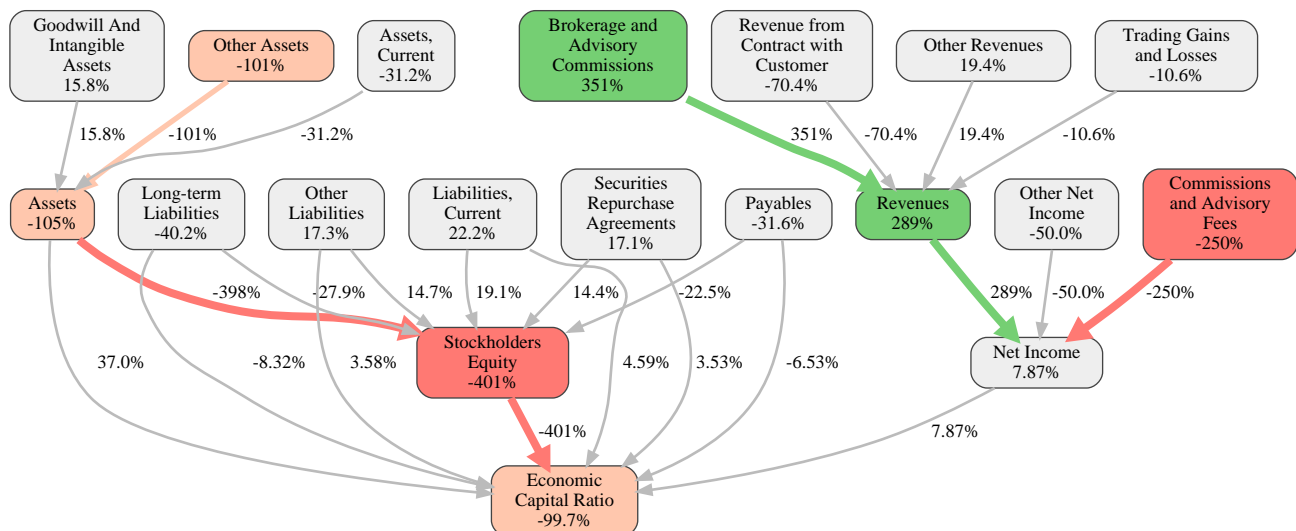 Goodwill And
Intangible
Assets
15.8%
Other Assets
-101%
Assets,
Current
-31.2%
Brokerage and
Advisory
Commissions
351%
Revenue from
Contract with
Customer
-70.4%
Other Revenues
19.4%
Trading Gains
and Losses
-10.6%
15.8%
-101%
-31.2%
351%
-70.4%
19.4%
-10.6%
Assets
-105%
Long-term
Liabilities
-40.2%
Other
Liabilities
17.3%
Liabilities,
Current
22.2%
Securities
Repurchase
Agreements
17.1%
Payables
-31.6%
Revenues
289%
Other Net
Income
-50.0%
Commissions
and Advisory
Fees
-250%
-398%
-27.9%
14.7%
19.1%
14.4%
-22.5%
289%
-50.0%
-250%
37.0%
-8.32%
3.58%
Stockholders
Equity
-401%
4.59%
3.53%
-6.53%
Net Income
7.87%
-401%
7.87%
Economic
Capital Ratio
-99.7%